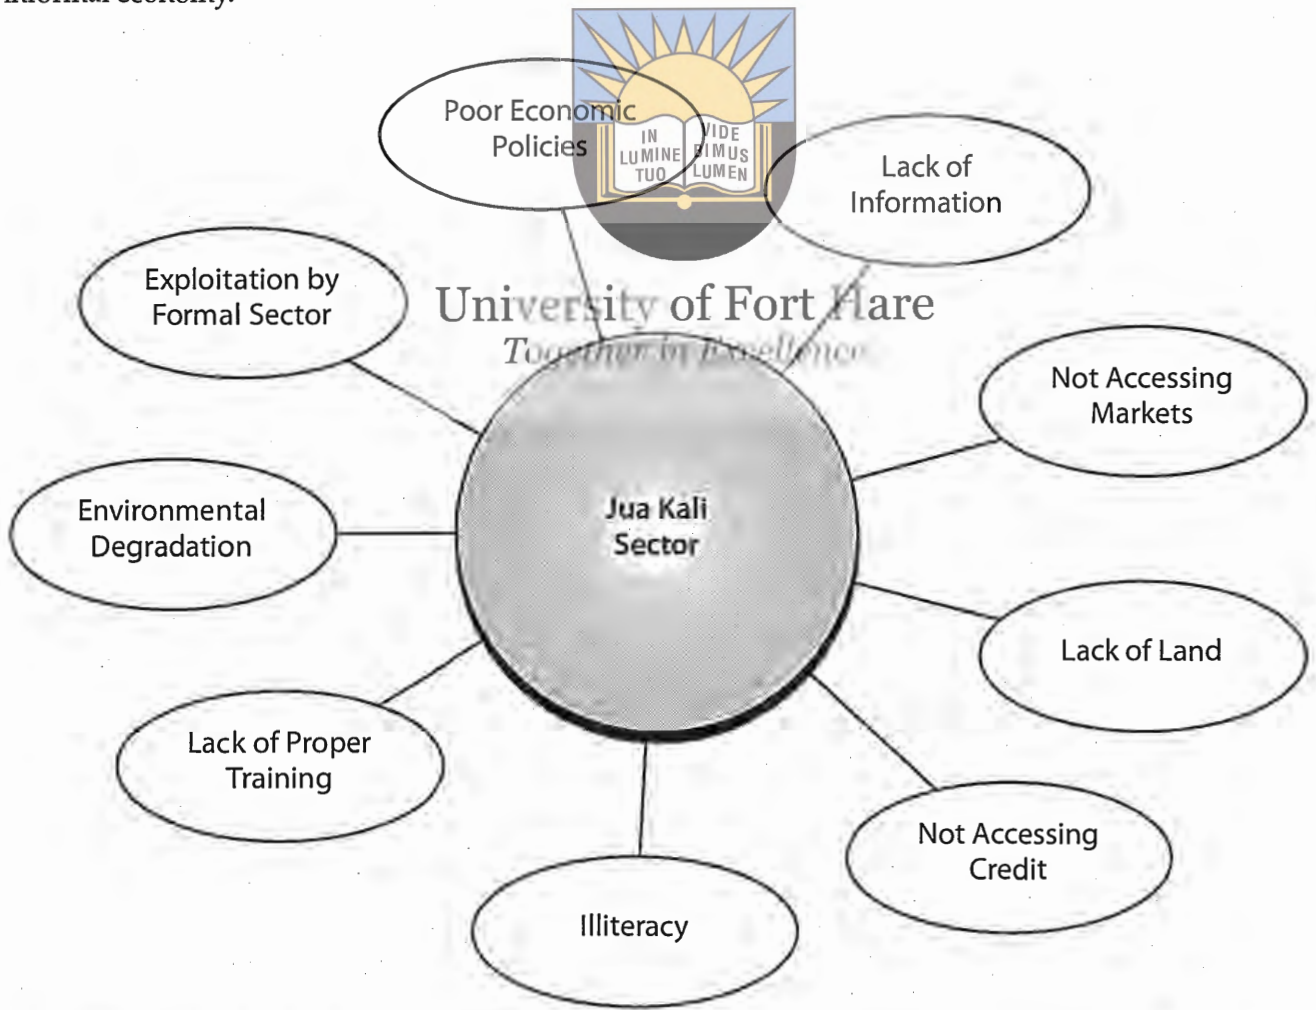 informal economy.
Poor Economic
Policies
IN
LUMINE
TUO
VIDE
BIMUS
LUMEN
Lack of
Information
Exploitation by
Formal Sector
University of Fort Hare
Together in Excellence
Not Accessing
Markets
Environmental
Degradation
Jua Kali
Sector
Lack of Land
Lack of Proper
Training
Not Accessing
Credit
Illiteracy